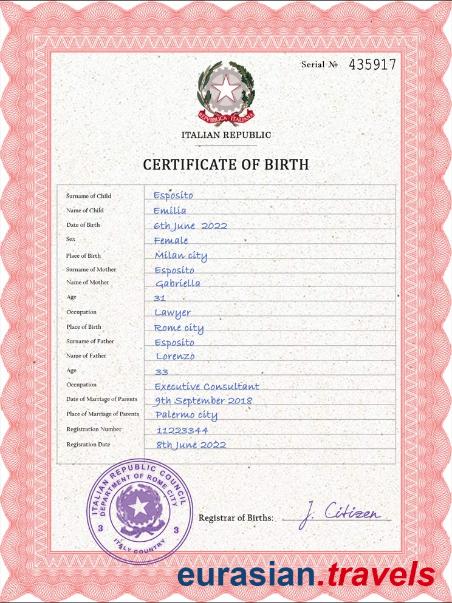 Serial № 435917
REPVBBLICA ITALIANA
ITALIAN REPUBLIC
CERTIFICATE OF BIRTH
Surname of Child Esposito
Name of Child Emilia
Date of Birth 6th June 2022
Sex Female
Place of Birth Milan city
Surname of Mother Esposito
Name of Mother Gabriella
Age 31
Occupation Lawyer
Place of Birth Rome city
Surname of Father Esposito
Name of Father Lorenzo
Age 33
Occupation Executive Consultant
Date of Marriage of Parents 9th September 2018
Place of Marriage of Parents Palermo city
Registration Number 11223344
Registration Date 8th June 2022
ITALIAN REPUBLIC COUNCIL
DEPARTMENT OF ROME CITY
3 3
ITALY COUNTRY
Registrar of Births: J. Citizen
eurasian.travels